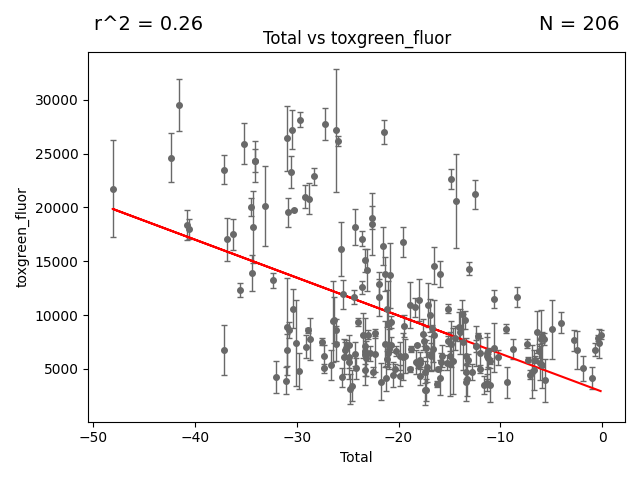 r^2 = 0.26
N = 206
Total vs toxgreen_fluor
toxgreen_fluor
30000
25000
20000
15000
10000
5000
−50
−40
−30
−20
−10
0
Total